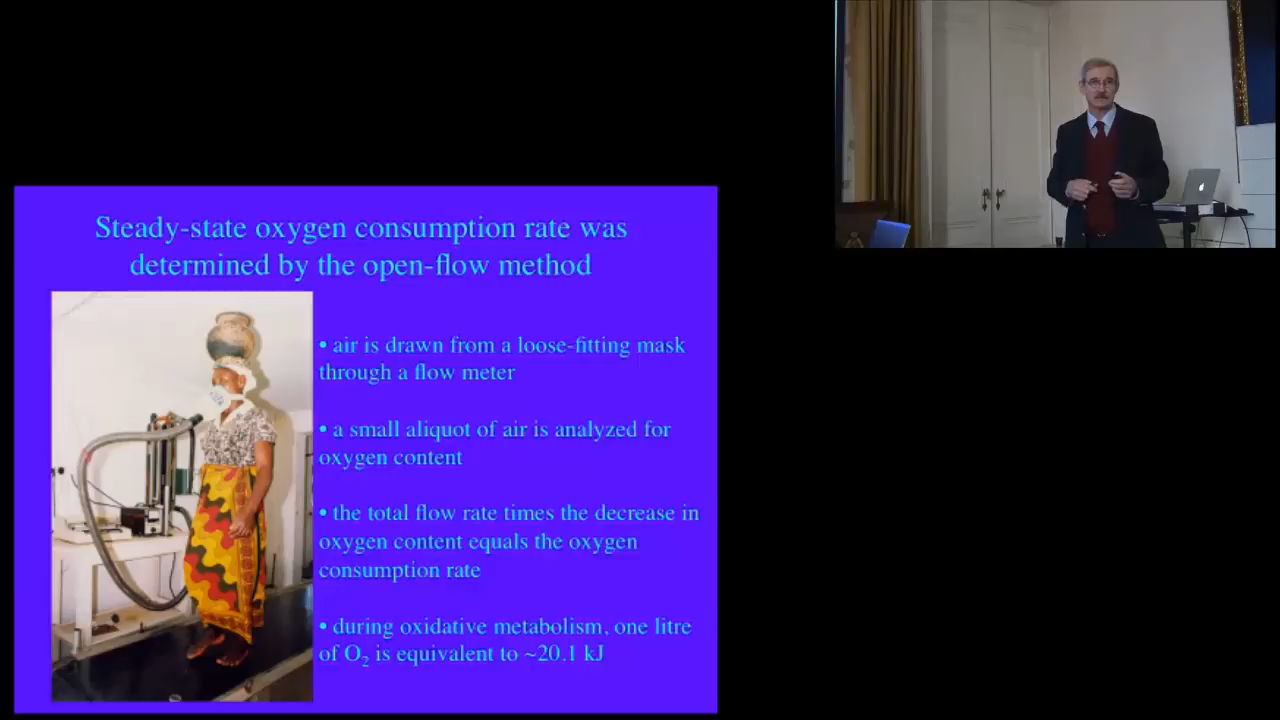 Steady-state oxygen consumption rate was
determined by the open-flow method
• air is drawn from a loose-fitting mask
through a flow meter
• a small aliquot of air is analyzed for
oxygen content
• the total flow rate times the decrease in
oxygen content equals the oxygen
consumption rate
• during oxidative metabolism, one litre
of O₂ is equivalent to ~20.1 kJ